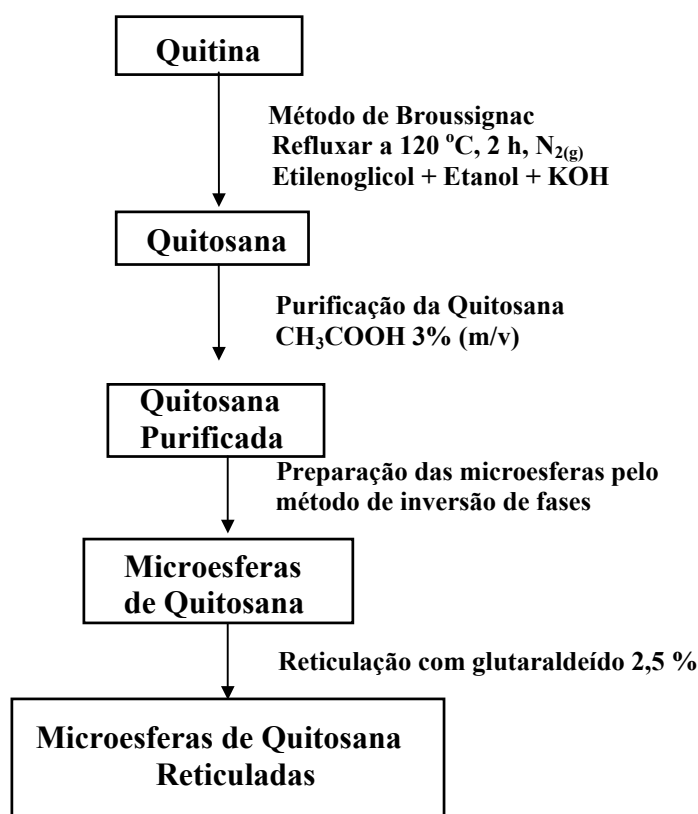 Quitina
Método de Broussignac
Refluxar a 120 °C, 2 h, N₂₍g₎
Etilenoglicol + Etanol + KOH
Quitosana
Purificação da Quitosana
CH₃COOH 3% (m/v)
Quitosana
Purificada
Preparação das microesferas pelo
método de inversão de fases
Microesferas
de Quitosana
Reticulação com glutaraldeído 2,5 %
Microesferas de Quitosana
Reticuladas